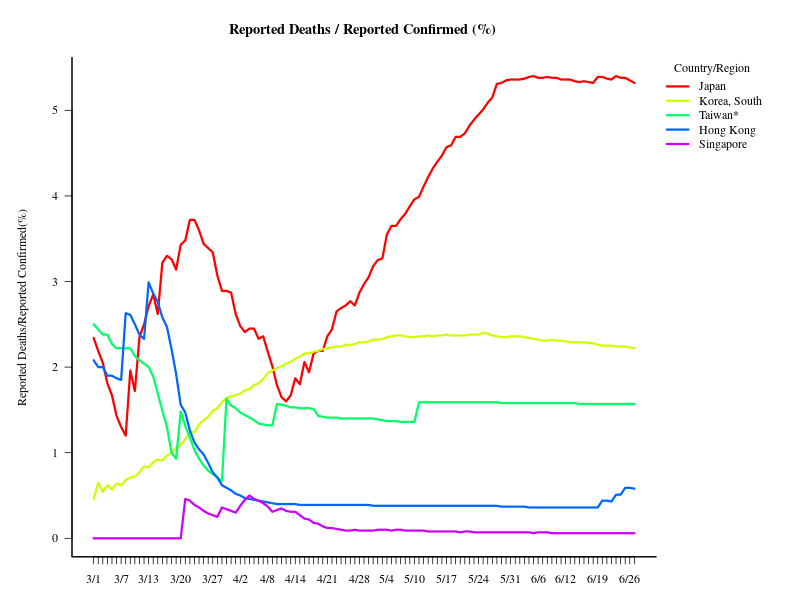 Reported Deaths / Reported Confirmed (%)
Reported Deaths/Reported Confirmed(%)
5
4
3
2
1
0
3/1 3/7 3/13 3/20 3/27 4/2 4/8 4/14 4/21 4/28 5/4 5/10 5/17 5/24 5/31 6/6 6/12 6/19 6/26
Country/Region
Japan
Korea, South
Taiwan*
Hong Kong
Singapore